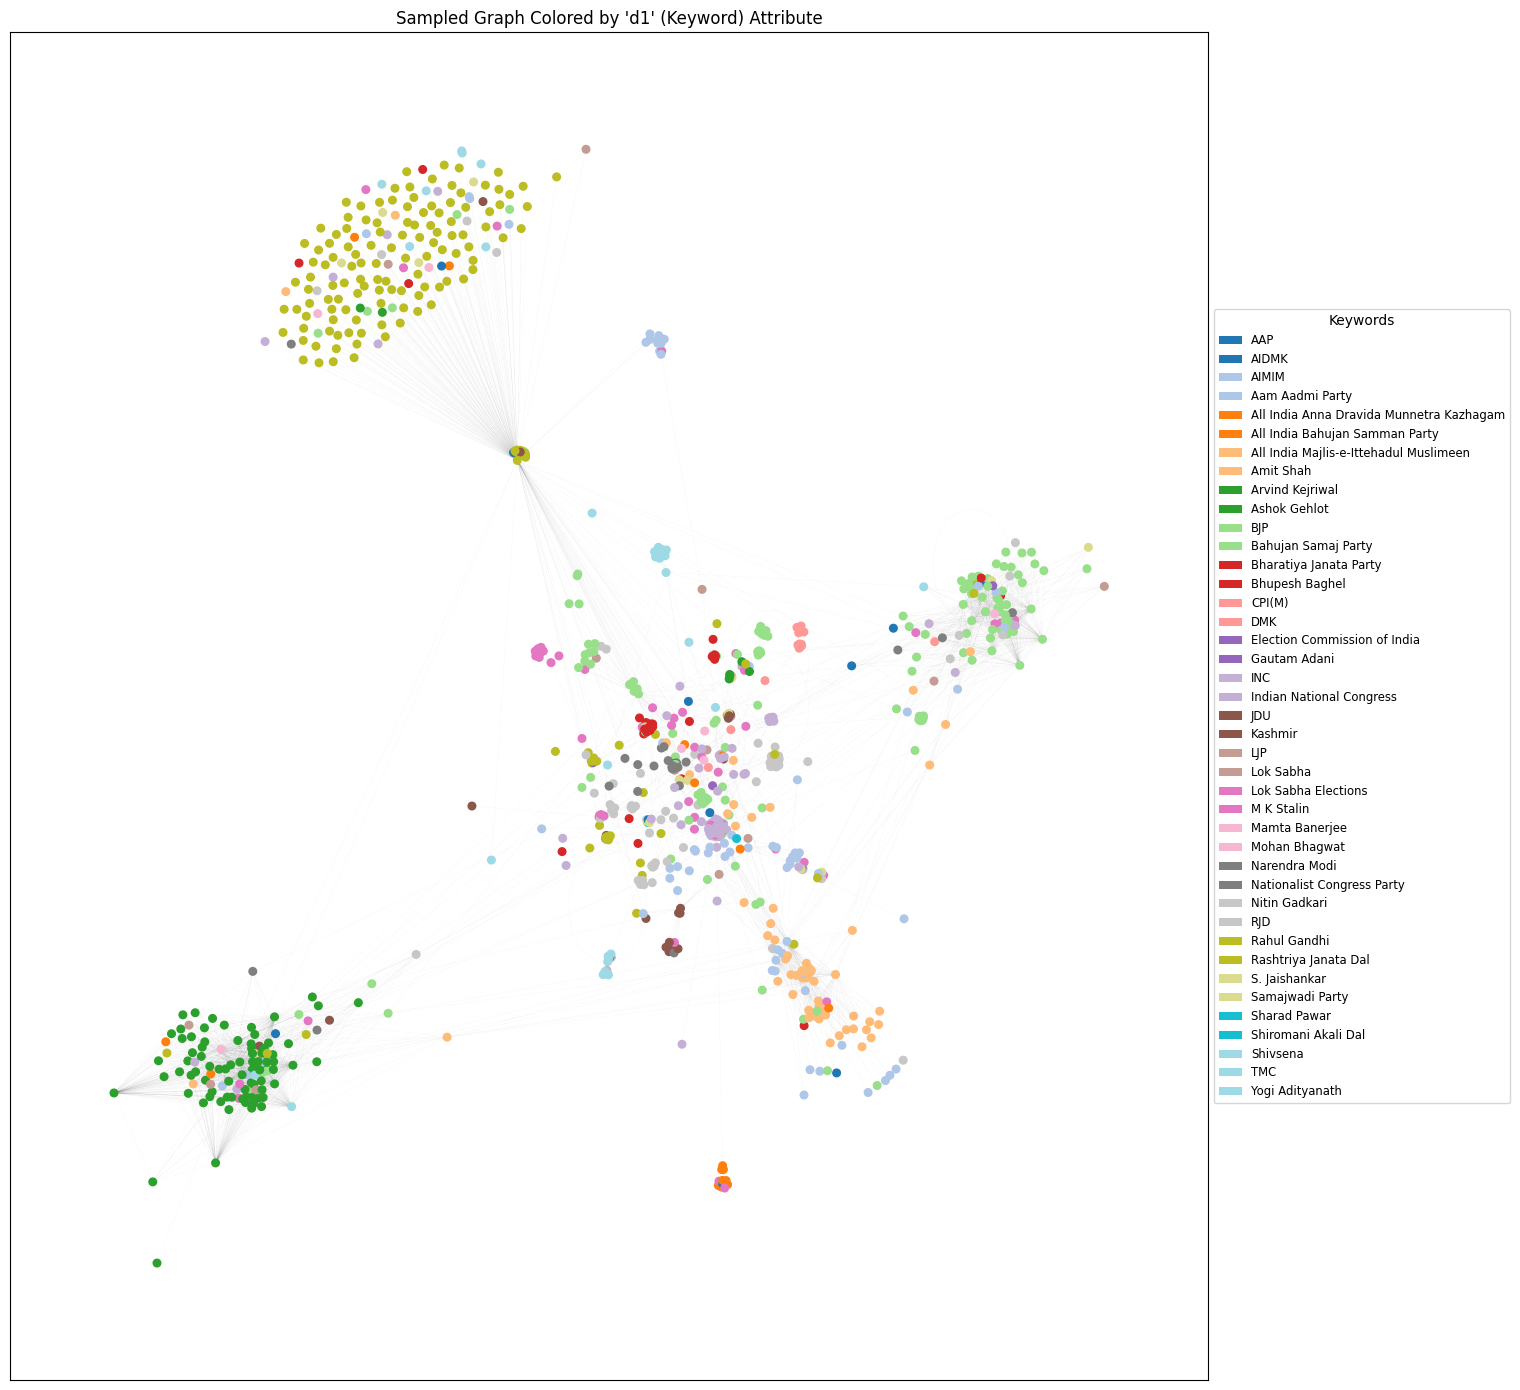 Sampled Graph Colored by 'd1' (Keyword) Attribute
Keywords
AAP
AIDMK
AIMIM
Aam Aadmi Party
All India Anna Dravida Munnetra Kazhagam
All India Bahujan Samman Party
All India Majlis-e-Ittehadul Muslimeen
Amit Shah
Arvind Kejriwal
Ashok Gehlot
BJP
Bahujan Samaj Party
Bharatiya Janata Party
Bhupesh Baghel
CPI(M)
DMK
Election Commission of India
Gautam Adani
INC
Indian National Congress
JDU
Kashmir
LJP
Lok Sabha
Lok Sabha Elections
M K Stalin
Mamta Banerjee
Mohan Bhagwat
Narendra Modi
Nationalist Congress Party
Nitin Gadkari
RJD
Rahul Gandhi
Rashtriya Janata Dal
S. Jaishankar
Samajwadi Party
Sharad Pawar
Shiromani Akali Dal
Shivsena
TMC
Yogi Adityanath